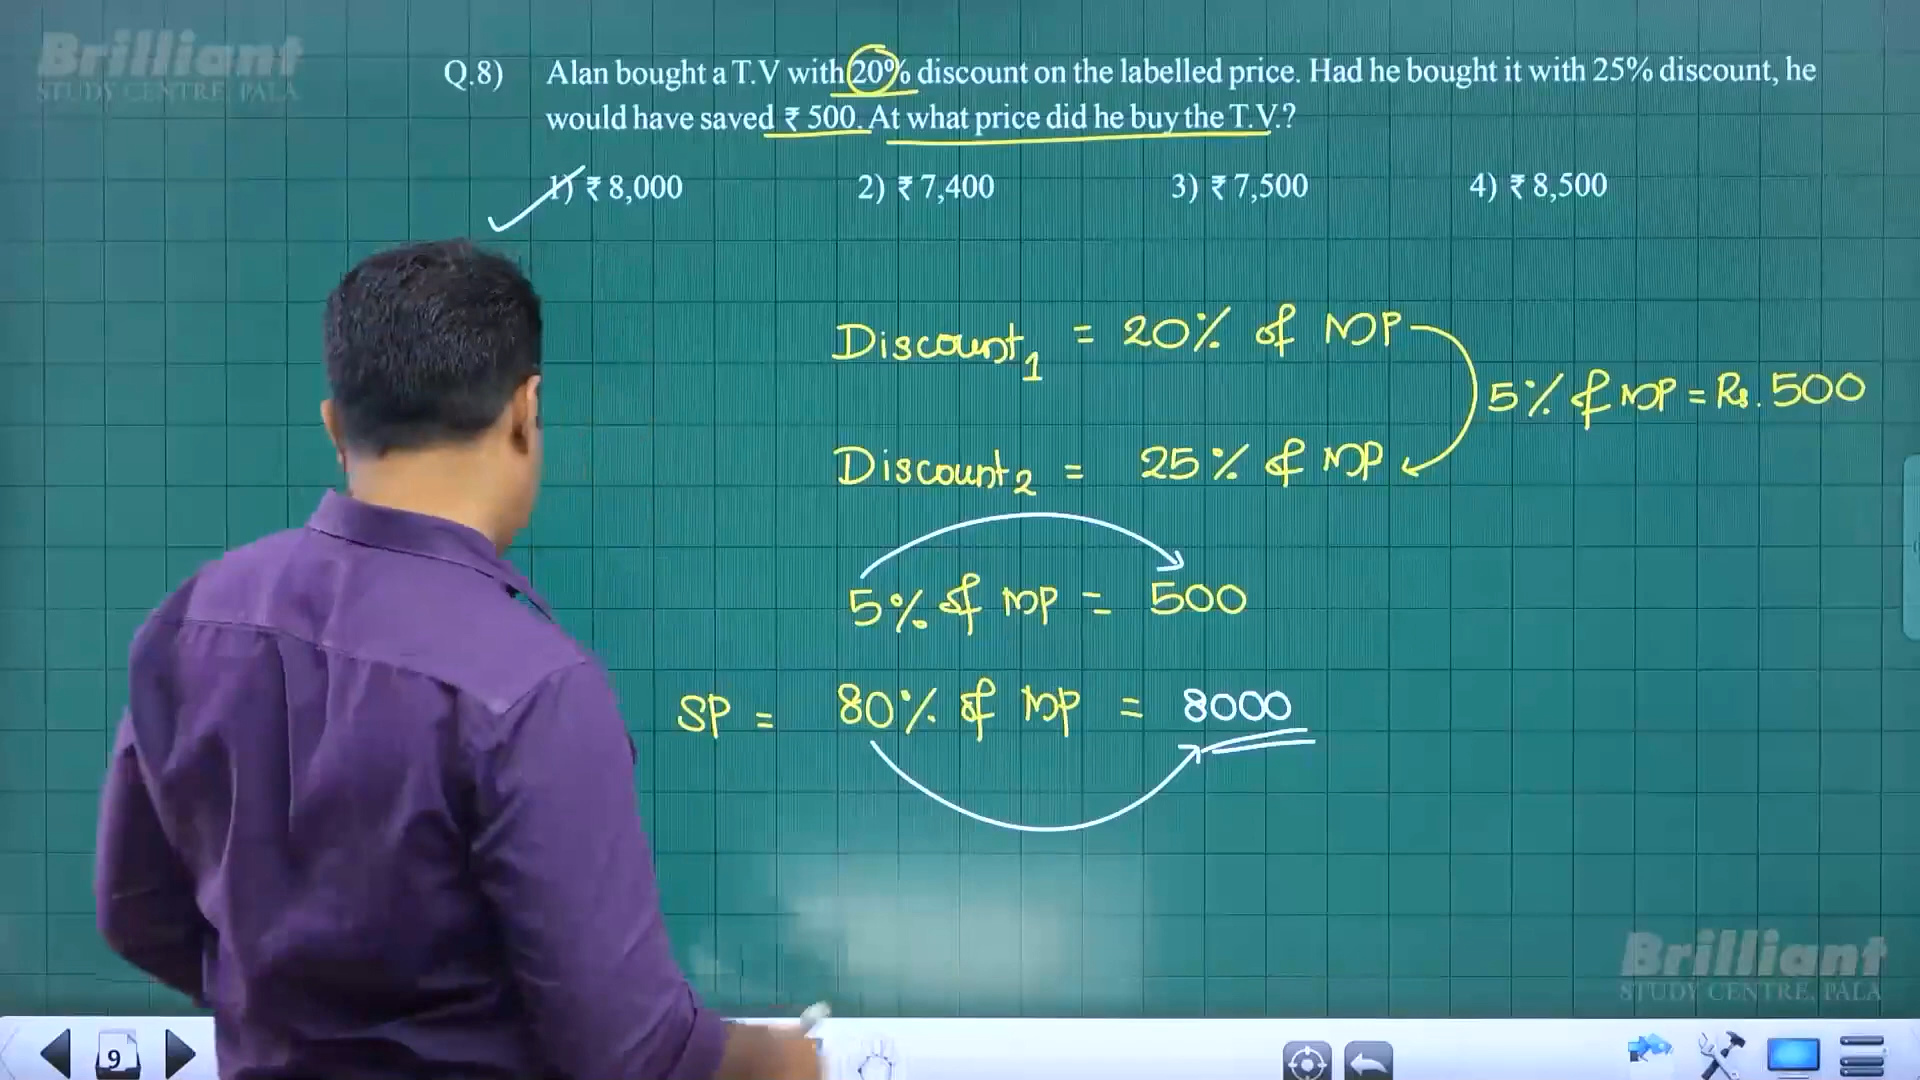 Brilliant
STUDY CENTRE, PALA
Q.8) Alan bought a T.V with 20% discount on the labelled price. Had he bought it with 25% discount, he
would have saved ₹ 500. At what price did he buy the T.V.?
1) ₹ 8,000 2) ₹ 7,400 3) ₹ 7,500 4) ₹ 8,500
Discount1 = 20% of MP
5% of MP = Rs. 500
Discount2 = 25% of MP
5% of MP = 500
SP = 80% of MP = 8000
Brilliant
STUDY CENTRE, PALA
9